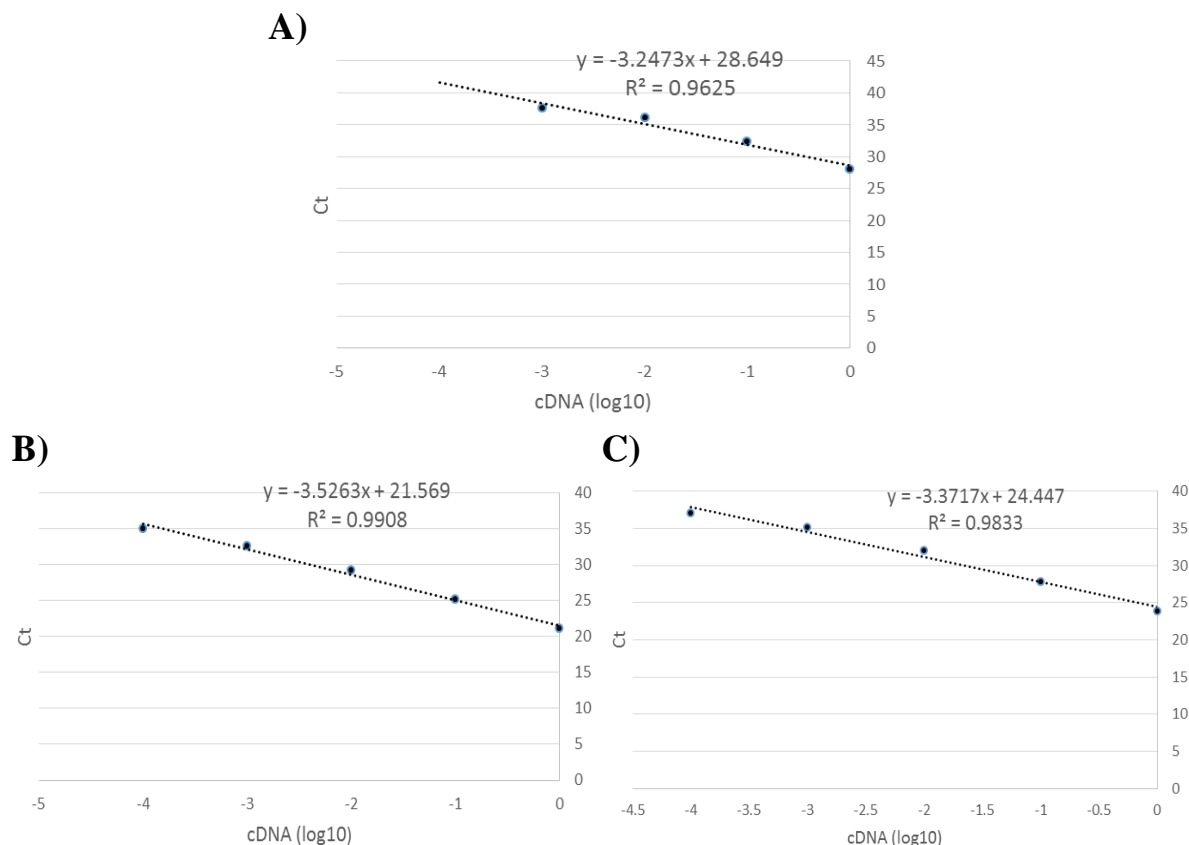 A)
y = -3.2473x + 28.649
R² = 0.9625
45
40
35
30
25
20
15
10
5
0
Ct
-5 -4 -3 -2 -1 0
cDNA (log10)
B)
y = -3.5263x + 21.569
R² = 0.9908
40
35
30
25
20
15
10
5
0
Ct
-5 -4 -3 -2 -1 0
cDNA (log10)
C)
y = -3.3717x + 24.447
R² = 0.9833
40
35
30
25
20
15
10
5
0
Ct
-4.5 -4 -3.5 -3 -2.5 -2 -1.5 -1 -0.5 0
cDNA (log10)